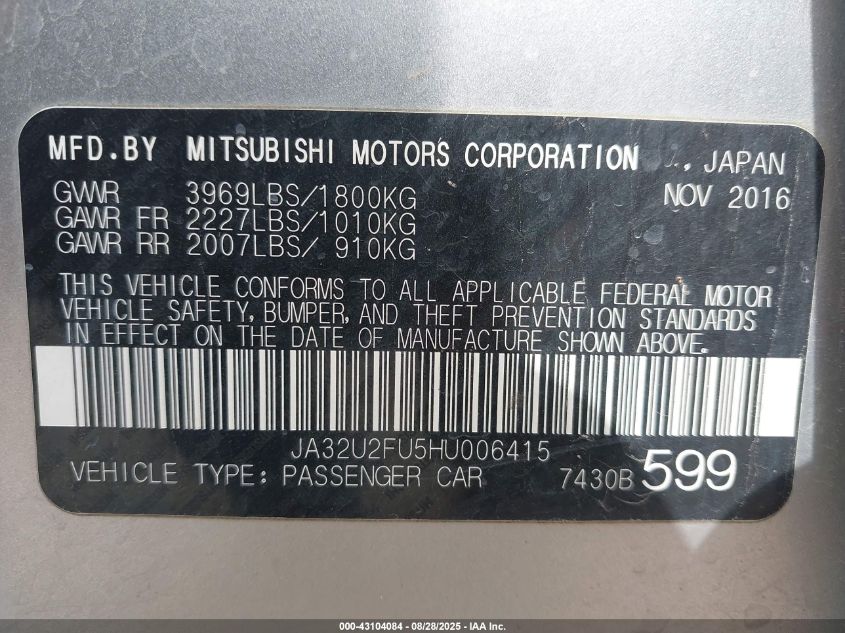 MFD.BY MITSUBISHI MOTORS CORPORATION , JAPAN
GVWR 3969LBS/1800KG NOV 2016
GAWR FR 2227LBS/1010KG
GAWR RR 2007LBS/ 910KG
THIS VEHICLE CONFORMS TO ALL APPLICABLE FEDERAL MOTOR
VEHICLE SAFETY, BUMPER, AND THEFT PREVENTION STANDARDS
IN EFFECT ON THE DATE OF MANUFACTURE SHOWN ABOVE.
JA32U2FU5HU006415
VEHICLE TYPE: PASSENGER CAR 7430B 599
000-43104084 - 08/28/2025 - IAA Inc.